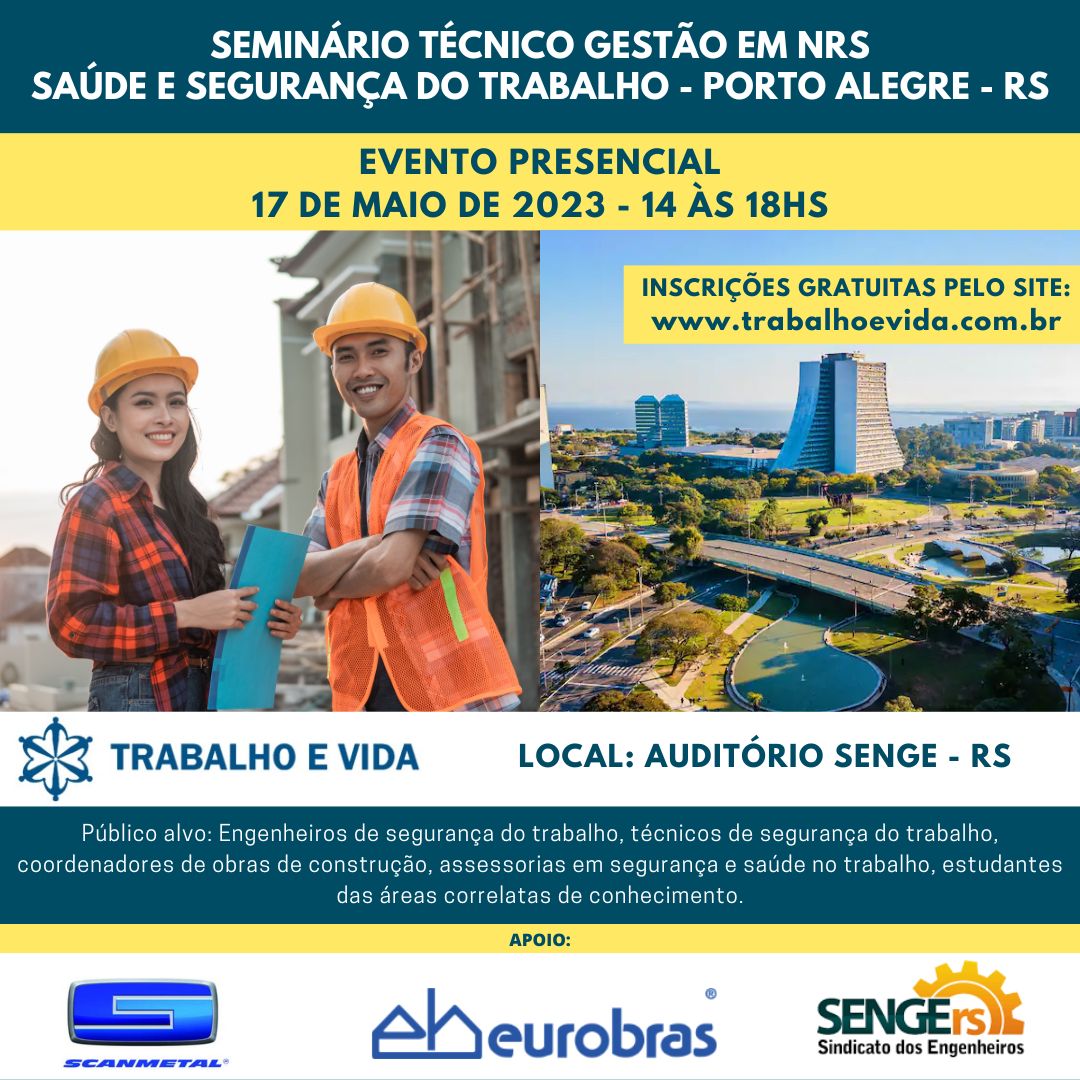 SEMINÁRIO TÉCNICO GESTÃO EM NRS
SAÚDE E SEGURANÇA DO TRABALHO - PORTO ALEGRE - RS
EVENTO PRESENCIAL
17 DE MAIO DE 2023 - 14 ÀS 18HS
INSCRIÇÕES GRATUITAS PELO SITE:
www.trabalhoevida.com.br
TRABALHO E VIDA
LOCAL: AUDITÓRIO SENGE - RS
Público alvo: Engenheiros de segurança do trabalho, técnicos de segurança do trabalho,
coordenadores de obras de construção, assessorias em segurança e saúde no trabalho, estudantes
das áreas correlatas de conhecimento.
APOIO:
SCANMETAL®
eurobras®
SENGErs
Sindicato dos Engenheiros